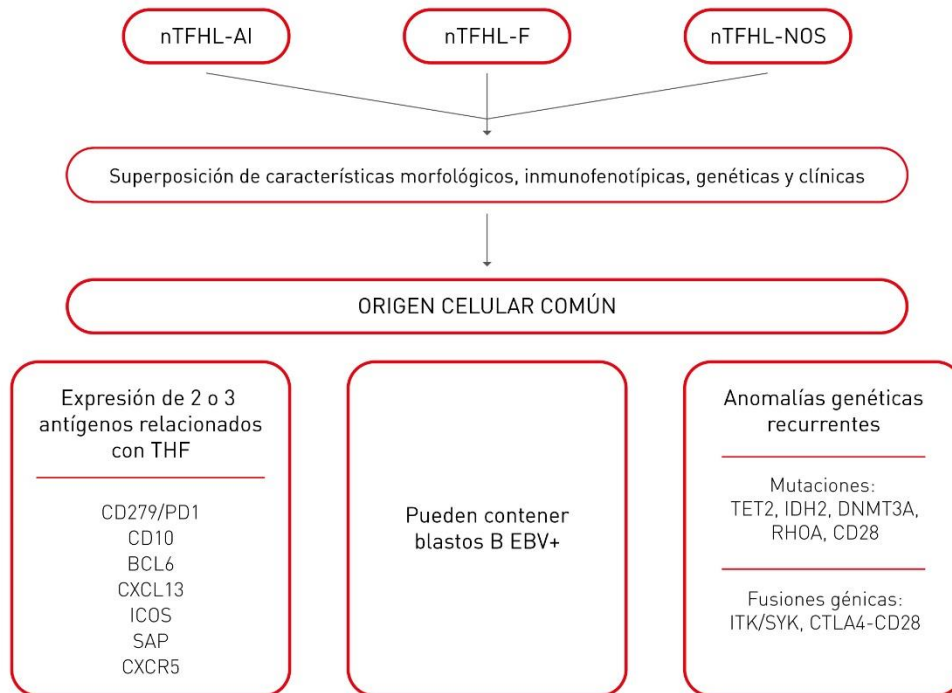 nTFHL-AI
nTFHL-F
nTFHL-NOS
Superposición de características morfológicos, inmunofenotípicas, genéticas y clínicas
ORIGEN CELULAR COMÚN
Expresión de 2 o 3
antígenos relacionados
con THF
CD279/PD1
CD10
BCL6
CXCL13
ICOS
SAP
CXCR5
Pueden contener
blastos B EBV+
Anomalías genéticas
recurrentes
Mutaciones:
TET2, IDH2, DNMT3A,
RHOA, CD28
Fusiones génicas:
ITK/SYK, CTLA4-CD28